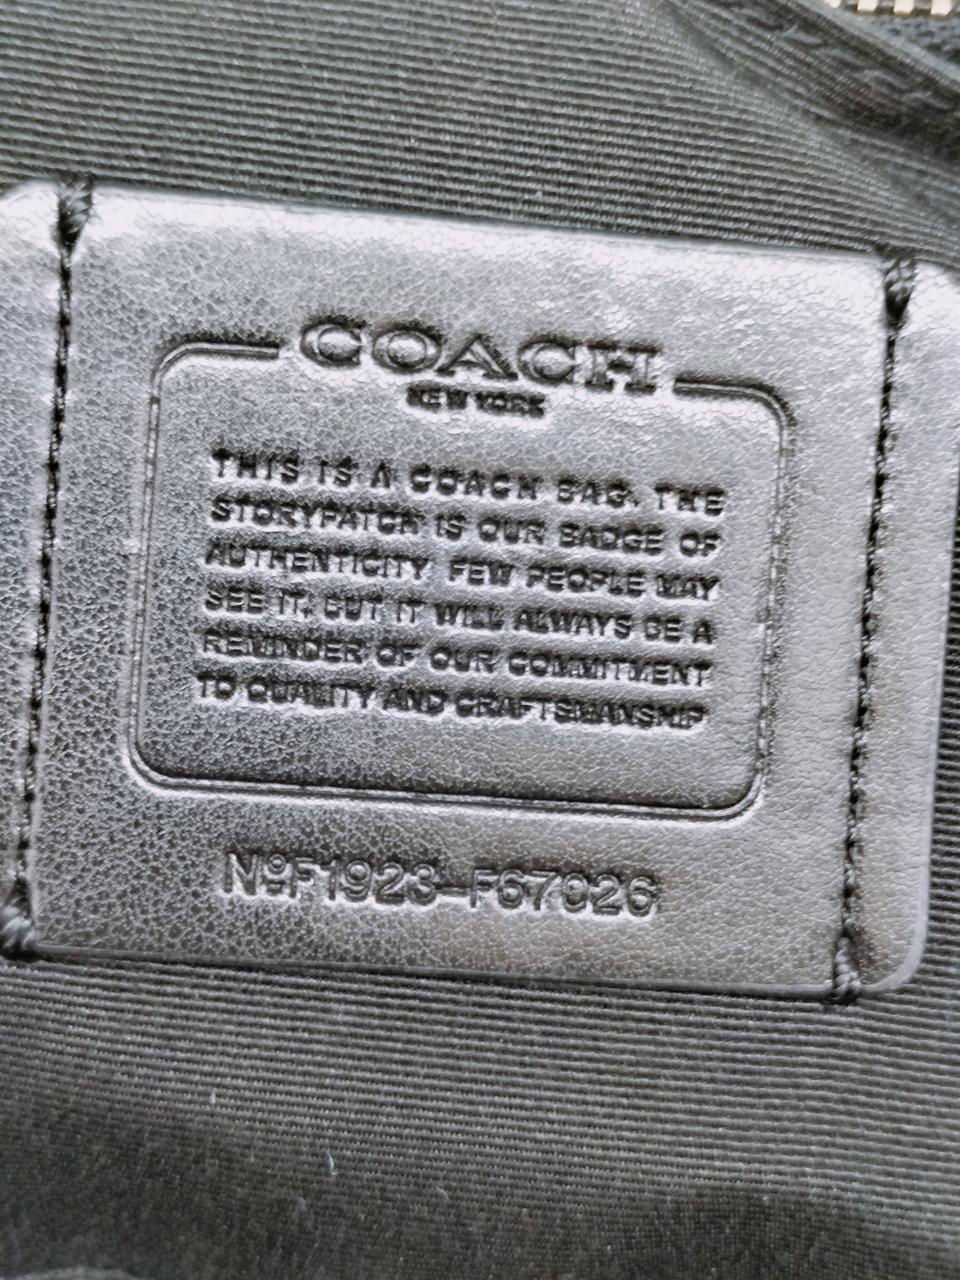 COACH
NEW YORK
THIS IS A COACH BAG. THE
STORYPATCH IS OUR BADGE OF
AUTHENTICITY. FEW PEOPLE MAY
SEE IT, BUT IT WILL ALWAYS BE A
REMINDER OF OUR COMMITMENT
TO QUALITY AND CRAFTSMANSHIP
NºF1923-F67026